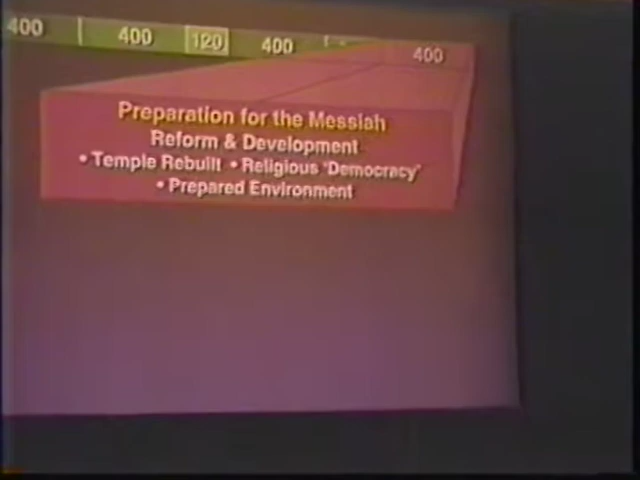 400 400 120 400 400
Preparation for the Messiah
Reform & Development
• Temple Rebuilt • Religious 'Democracy'
• Prepared Environment